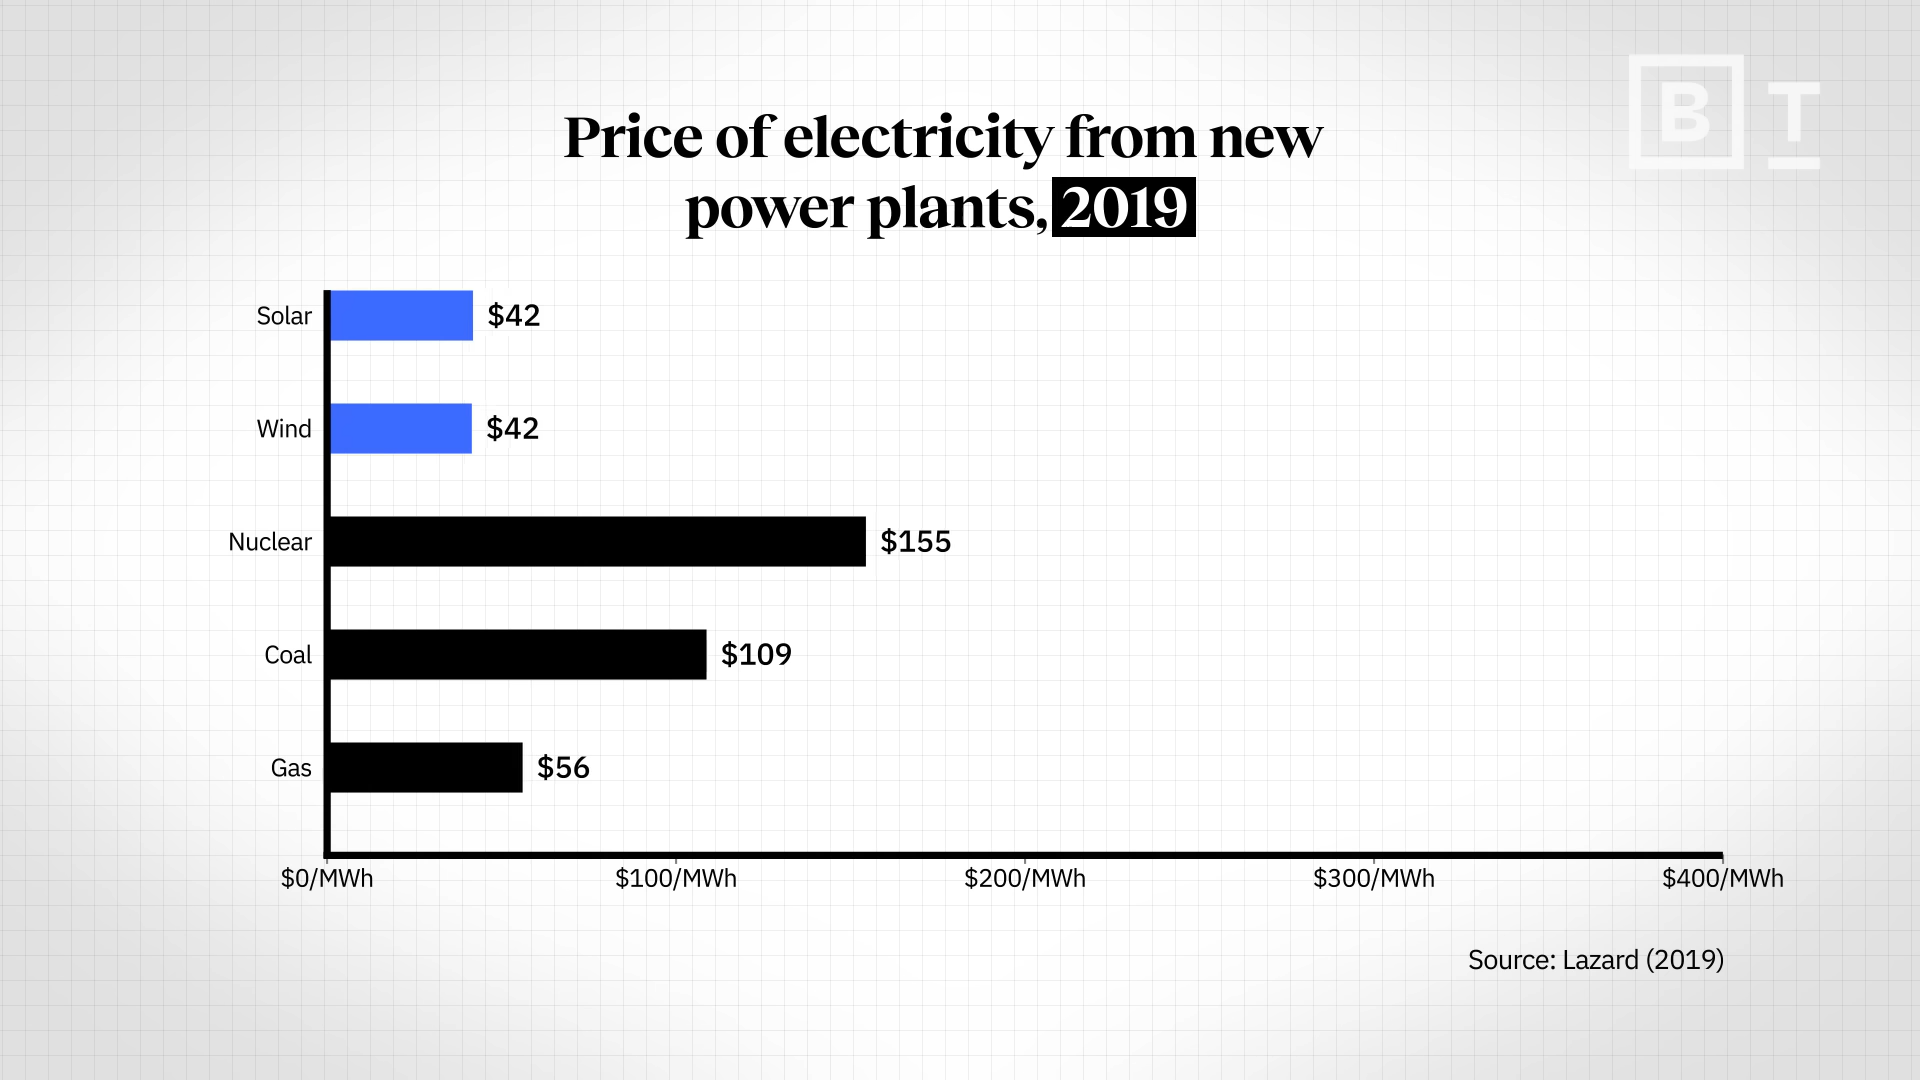 B T
Price of electricity from new
power plants, 2019
Solar $42
Wind $42
Nuclear $155
Coal $109
Gas $56
$0/MWh $100/MWh $200/MWh $300/MWh $400/MWh
Source: Lazard (2019)